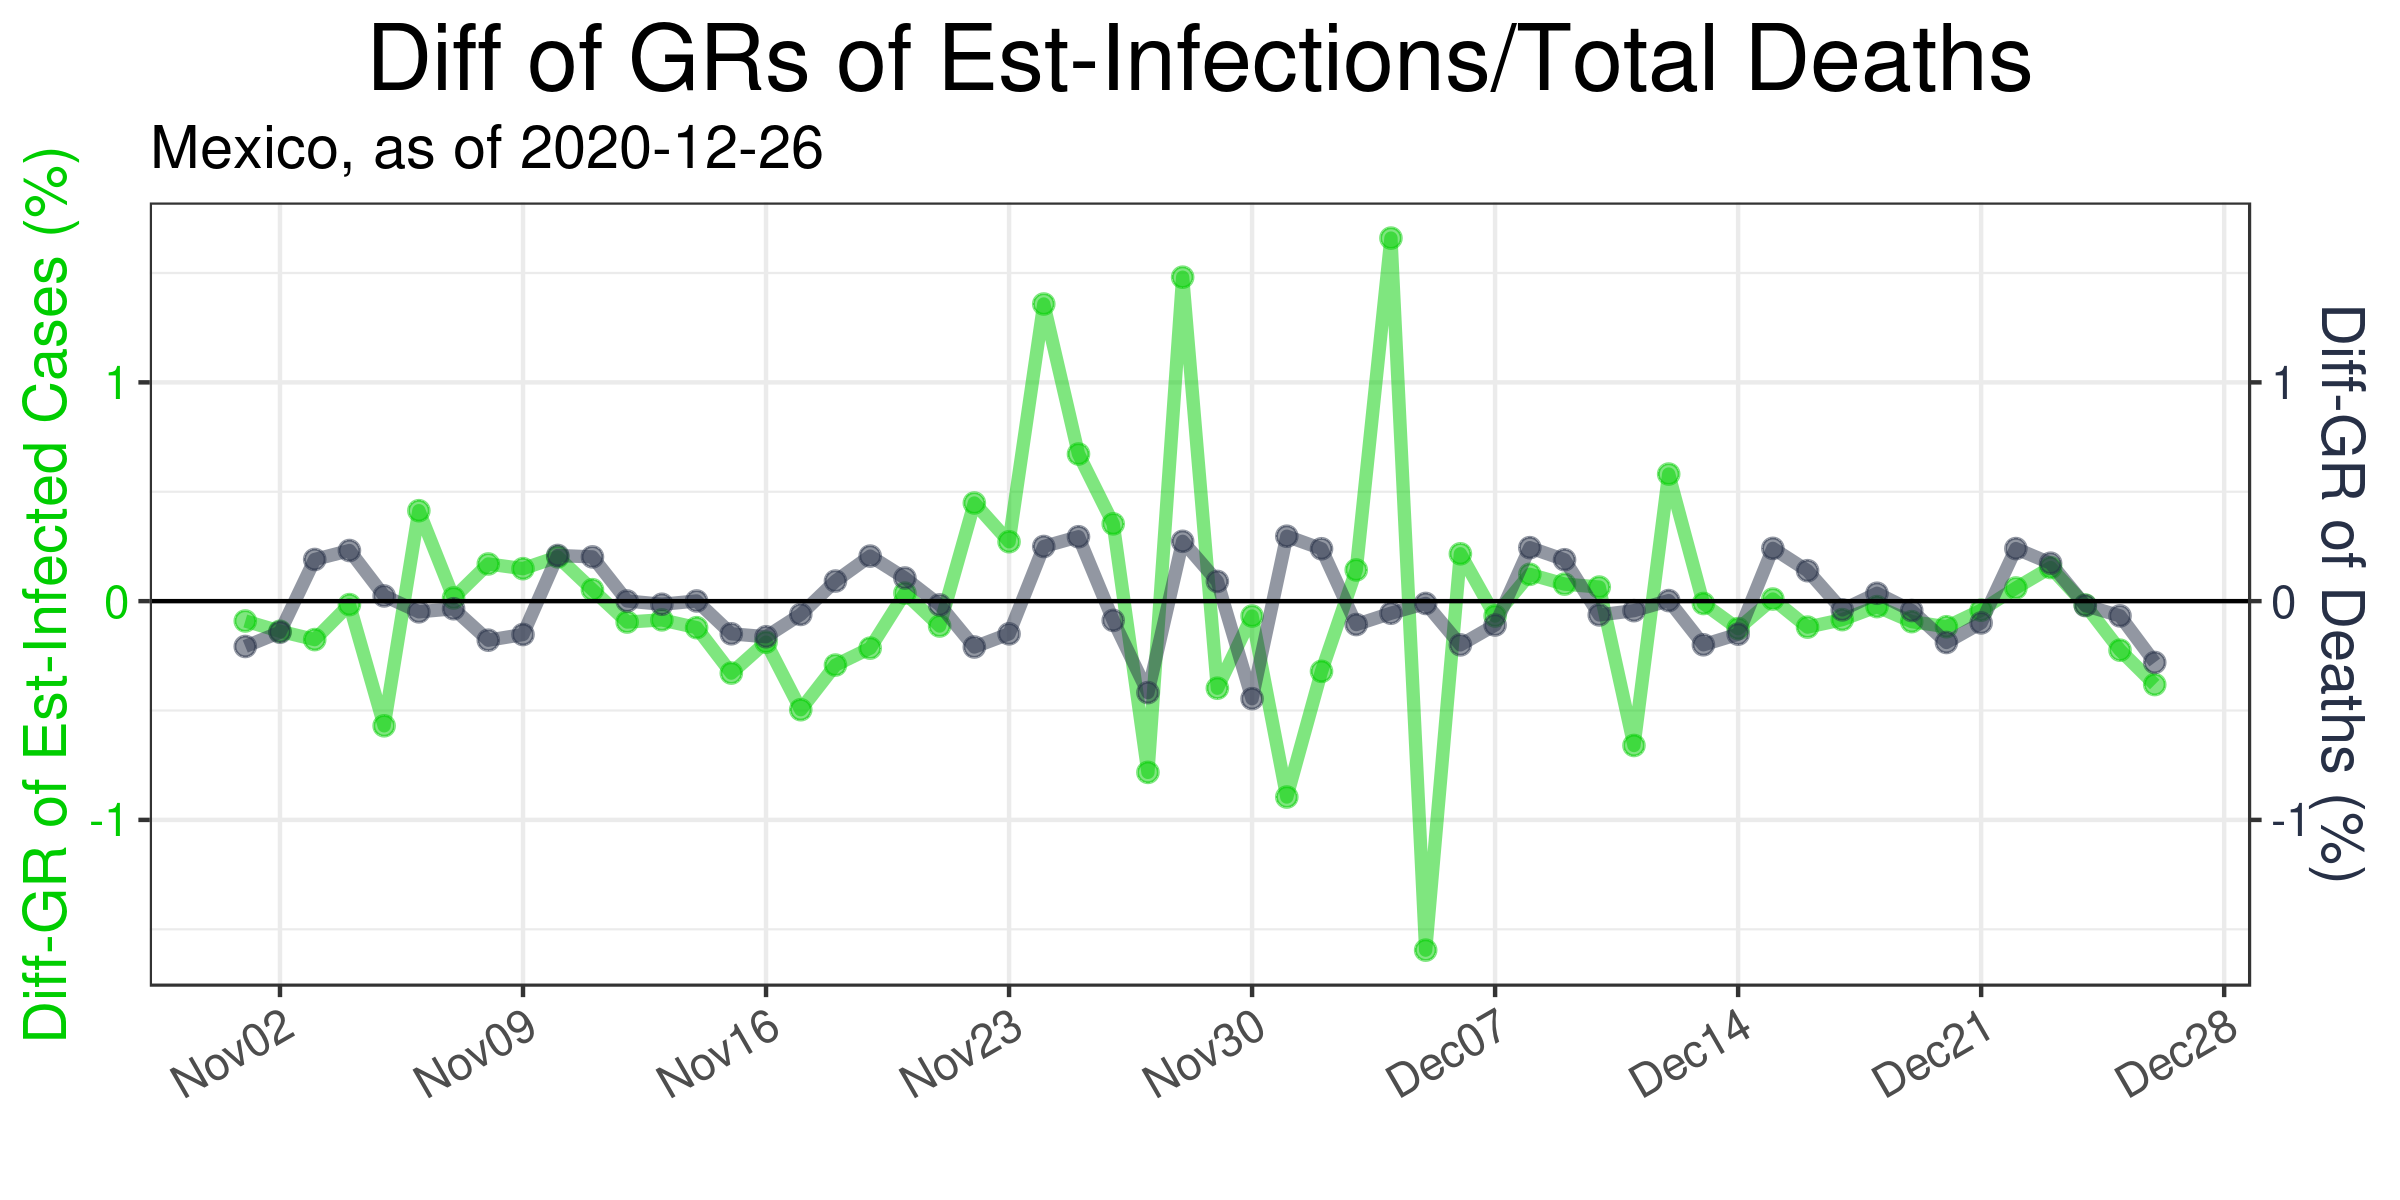 Diff of GRs of Est-Infections/Total Deaths
Mexico, as of 2020-12-26
Diff-GR of Est-Infected Cases (%)
1
0
-1
1
0
-1
Diff-GR of Deaths (%)
Nov02
Nov09
Nov16
Nov23
Nov30
Dec07
Dec14
Dec21
Dec28